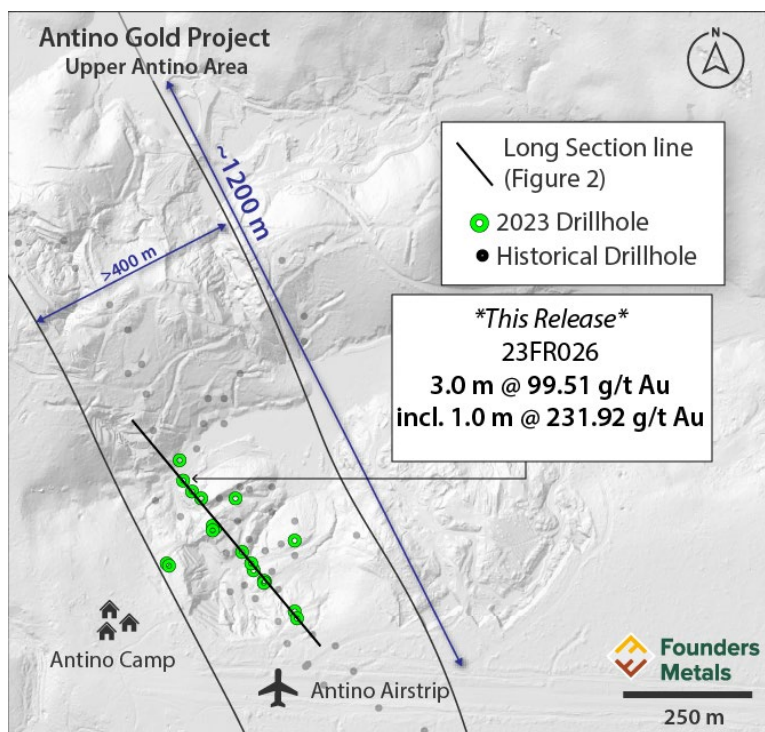 Antino Gold Project
Upper Antino Area
N
~1200 m
>400 m
Long Section line
(Figure 2)
2023 Drillhole
Historical Drillhole
*This Release*
23FR026
3.0 m @ 99.51 g/t Au
incl. 1.0 m @ 231.92 g/t Au
Antino Camp
Antino Airstrip
Founders
Metals
250 m